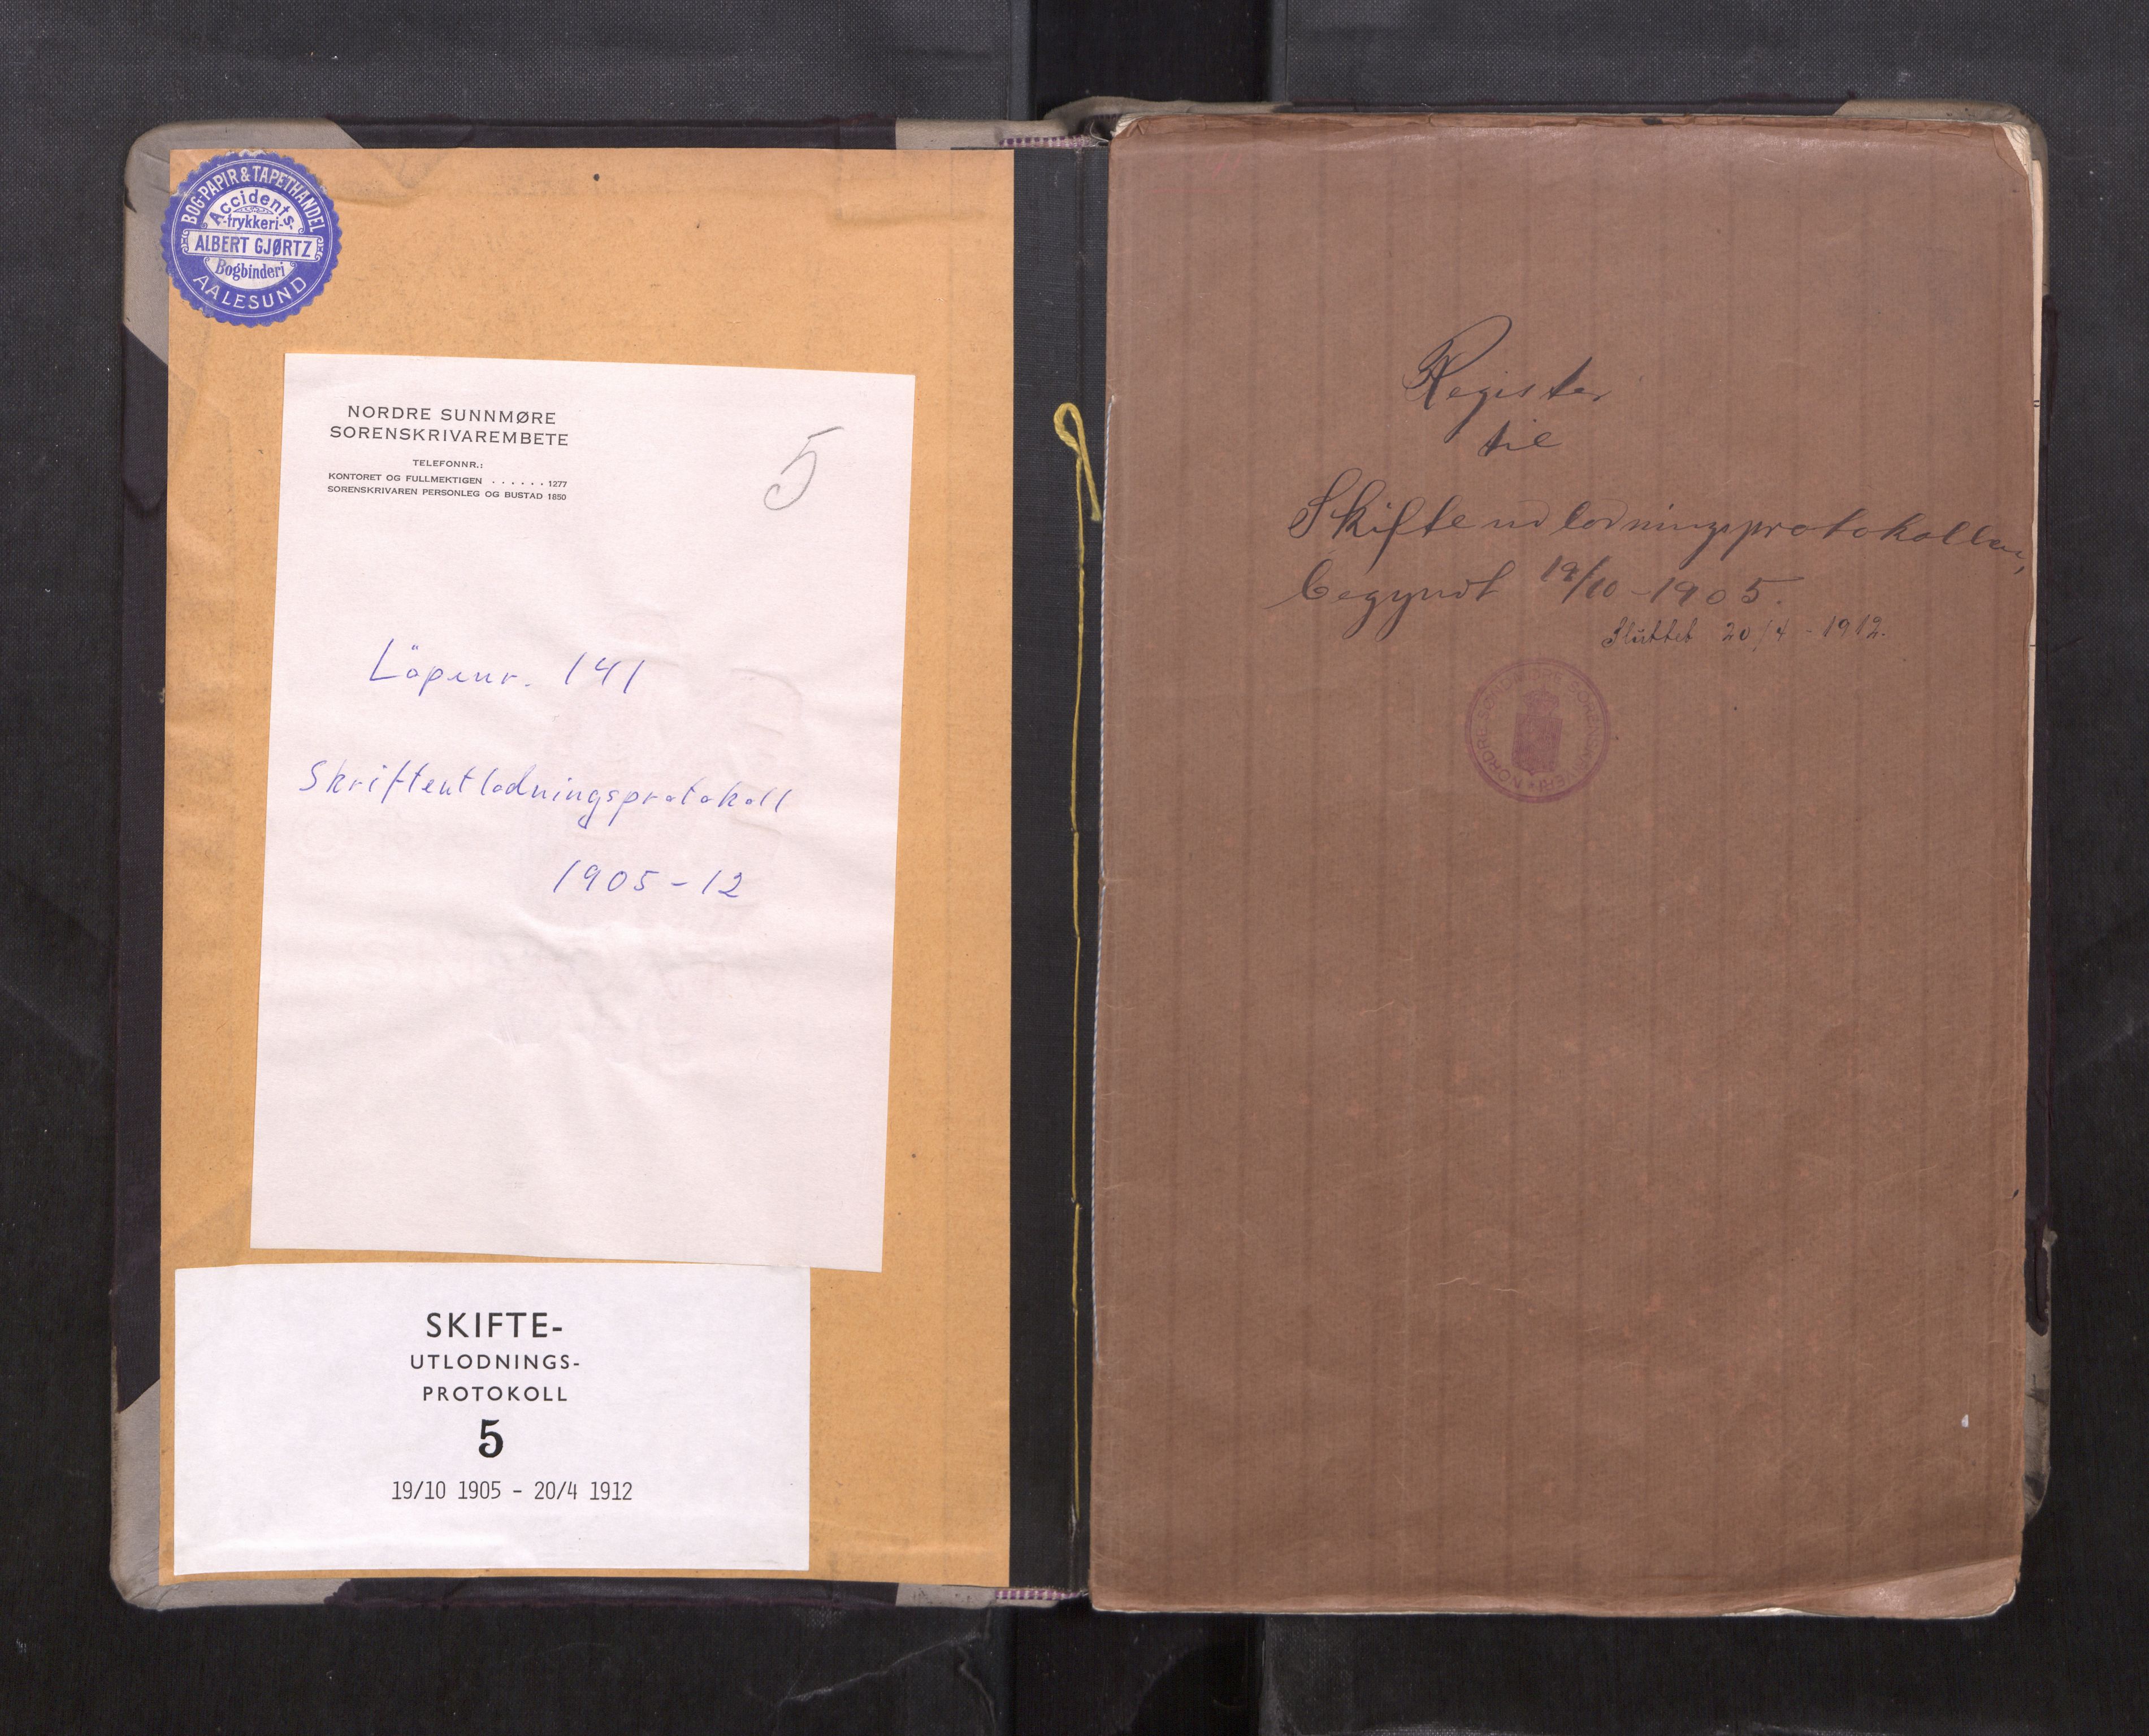 BOG-PAPIR & TAPETHANDEL
Accidents-
-trykkeri-
ALBERT GJØRTZ
Bogbinderi
AALESUND
NORDRE SUNNMØRE
SORENSKRIVAREMBETE
TELEFONNR.:
KONTORET OG FULLMEKTIGEN . . . . . . 1277
SORENSKRIVAREN PERSONLEG OG BUSTAD 1850
5
Löpenr. 141
Skriftentlodningsprotokoll
1905-12
SKIFTE-
UTLODNINGS-
PROTOKOLL
5
19/10 1905 - 20/4 1912
Register
til
Skifteudlodningsprotokollen,
begyndt 19/10-1905.
Sluttet 20/4-1912.